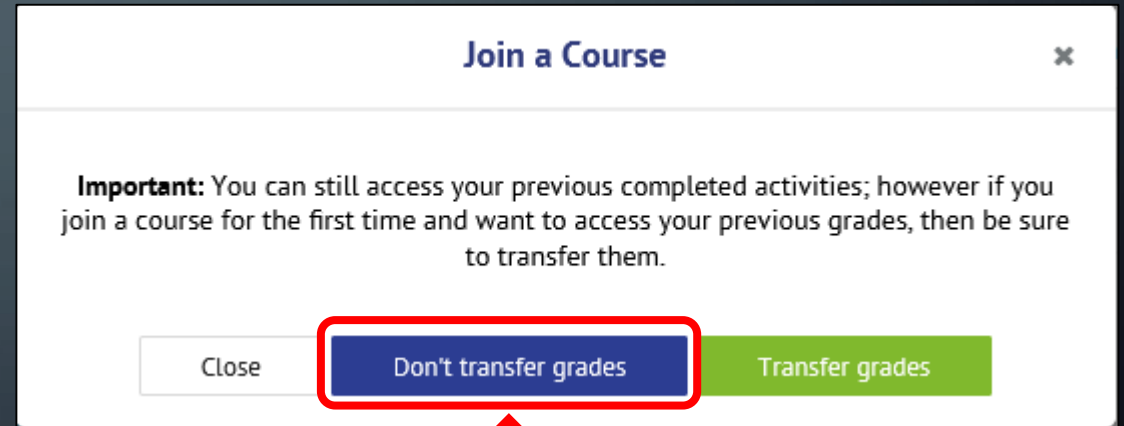 Join a Course
Important: You can still access your previous completed activities; however if you
join a course for the first time and want to access your previous grades, then be sure
to transfer them.
Close Don't transfer grades Transfer grades